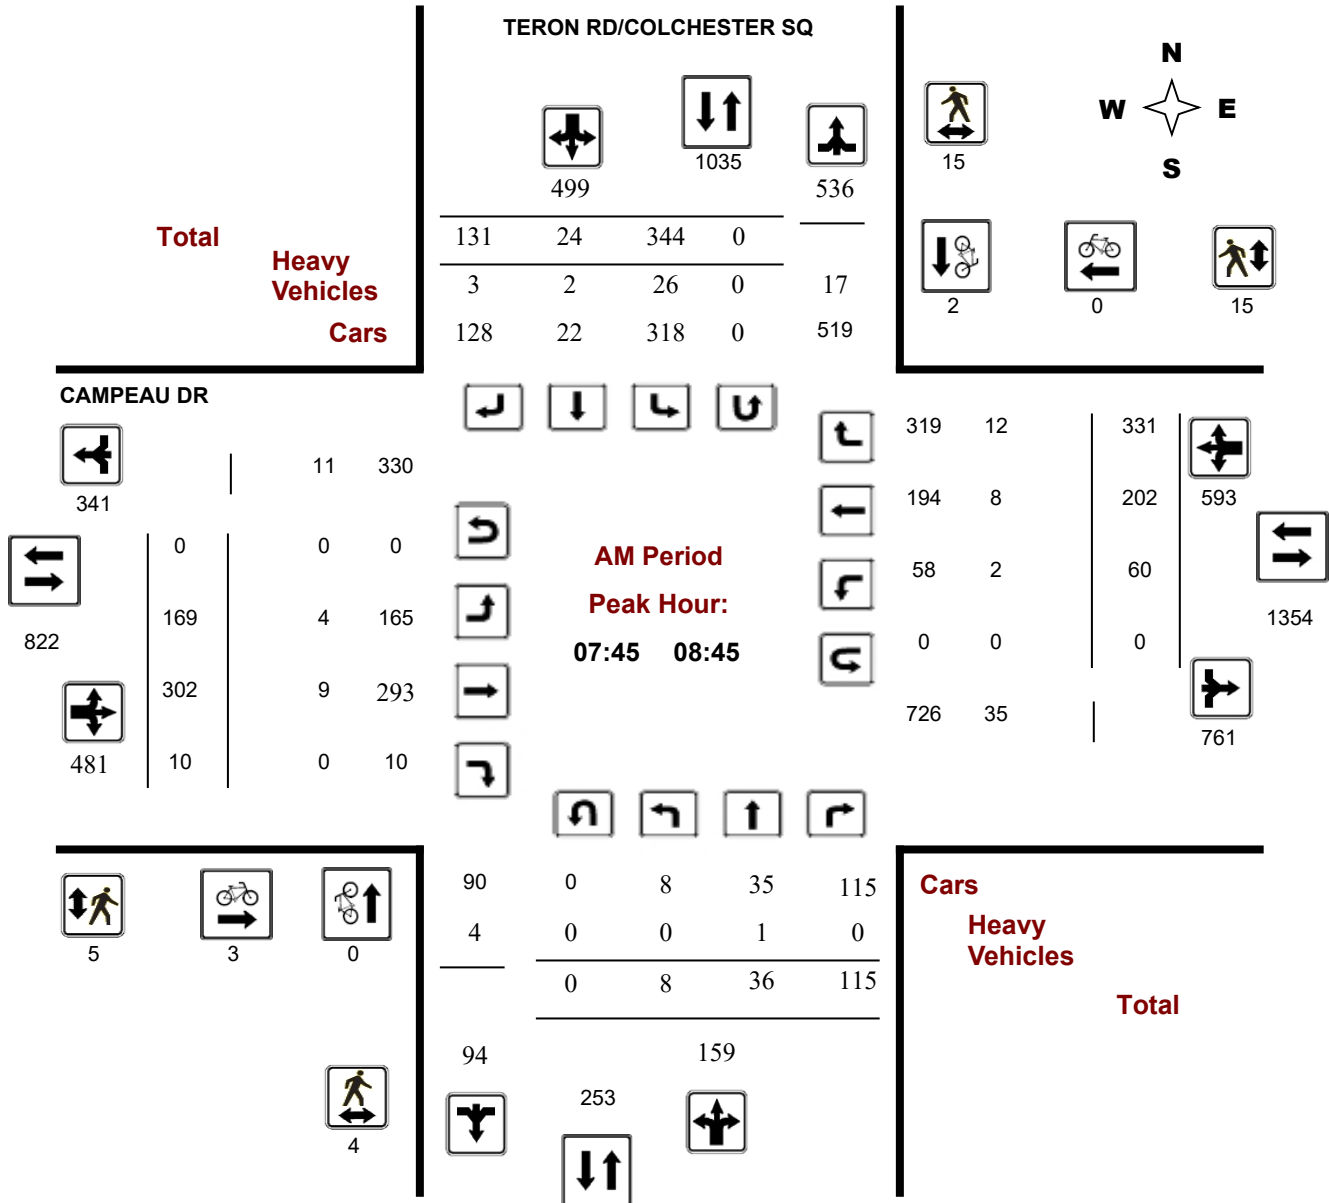 TERON RD/COLCHESTER SQ
N
W E
S
1035
15
499 536
Total 131 24 344 0
Heavy
Vehicles 3 2 26 0 17
2 0 15
Cars 128 22 318 0 519
CAMPEAU DR
319 12 331
11 330
341
194 8 202 593
0 0 0
AM Period
58 2 60
Peak Hour:
169 4 165
1354
822
07:45 08:45
0 0 0
302 9 293
726 35
761
481 10 0 10
90 0 8 35 115 Cars
4 0 0 1 0 Heavy
Vehicles
5 3 0
0 8 36 115
Total
94 159
253
4